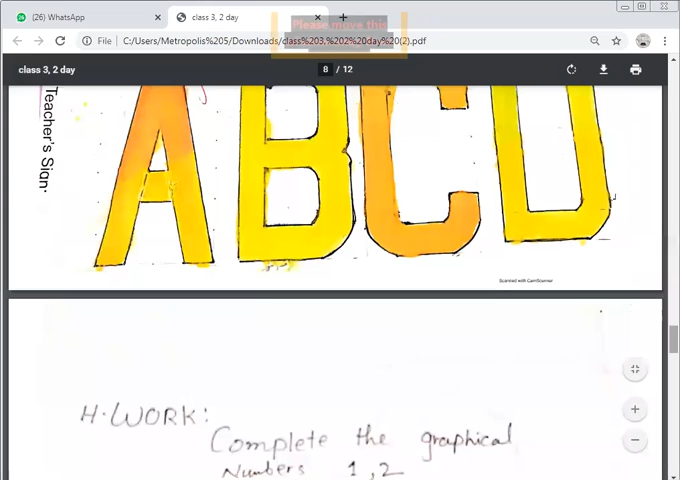 (26) WhatsApp
class 3, 2 day
Please move this
File | C:/Users/Metropolis%205/Downloads/class%203,%202%20day%20(2).pdf
class 3, 2 day
8 / 12
Teacher's Sign.
ABCD
Scanned with CamScanner
H.WORK:
Complete the graphical
Numbers 1,2